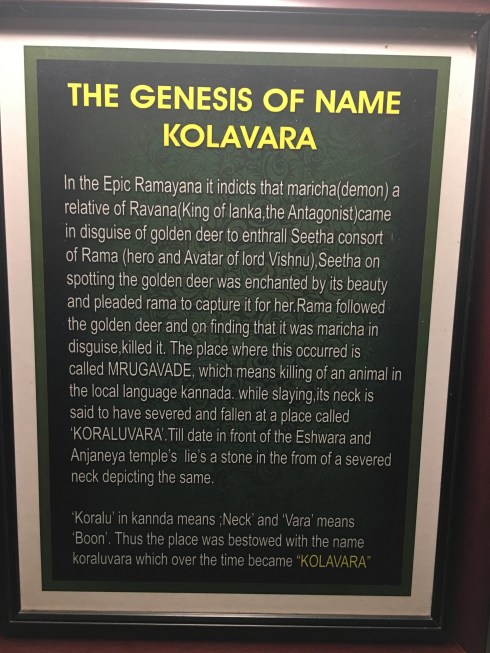 THE GENESIS OF NAME
KOLAVARA
In the Epic Ramayana it indicts that maricha(demon) a
relative of Ravana(King of lanka,the Antagonist)came
in disguise of golden deer to enthrall Seetha consort
of Rama (hero and Avatar of lord Vishnu),Seetha on
spotting the golden deer was enchanted by its beauty
and pleaded rama to capture it for her.Rama followed
the golden deer and on finding that it was maricha in
disguise,killed it. The place where this occurred is
called MRUGAVADE, which means killing of an animal in
the local language kannada. while slaying,its neck is
said to have severed and fallen at a place called
‘KORALUVARA’.Till date in front of the Eshwara and
Anjaneya temple’s lie’s a stone in the from of a severed
neck depicting the same.
‘Koralu’ in kannda means ;Neck’ and ‘Vara’ means
‘Boon’. Thus the place was bestowed with the name
koraluvara which over the time became “KOLAVARA”